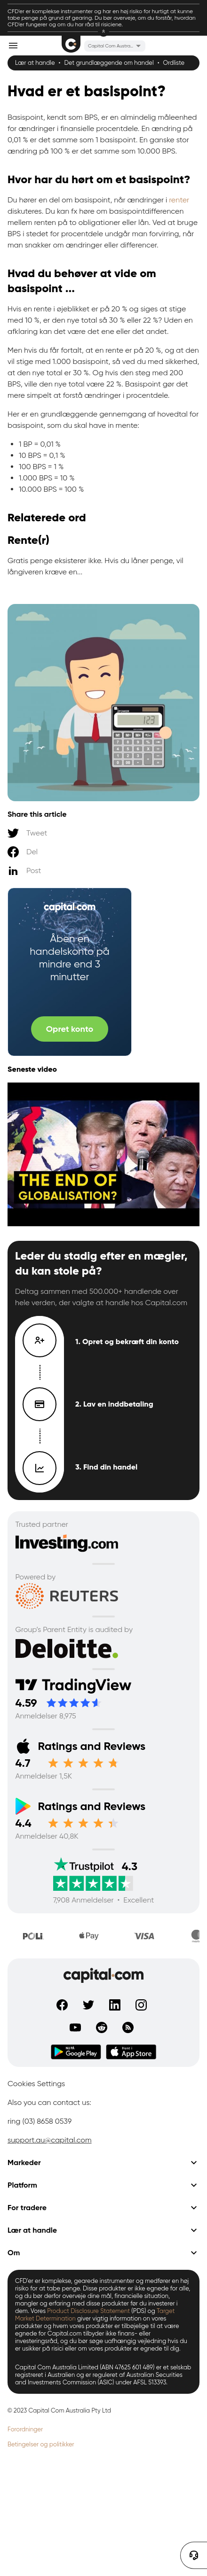 CFD'er er komplekse instrumenter og har en høj risiko for hurtigt at kunne
tabe penge på grund af gearing. Du bør overveje, om du forstår, hvordan
CFD'er fungerer og om du har råd til risiciene.
x
Capital Com Austra...
Lær at handle • Det grundlæggende om handel • Ordliste
Hvad er et basispoint?
Basispoint, kendt som BPS, er en almindelig måleenhed
for ændringer i finansielle procentdele. En ændring på
0,01 % er det samme som 1 basispoint. En ganske stor
ændring på 100 % er det samme som 10.000 BPS.
Hvor har du hørt om et basispoint?
Du hører en del om basispoint, når ændringer i renter
diskuteres. Du kan fx høre om basispointdifferencen
mellem renten på to obligationer eller lån. Ved at bruge
BPS i stedet for procentdele undgår man forvirring, når
man snakker om ændringer eller differencer.
Hvad du behøver at vide om
basispoint ...
Hvis en rente i øjeblikket er på 20 % og siges at stige
med 10 %, er den nye total så 30 % eller 22 %? Uden en
afklaring kan det være det ene eller det andet.
Men hvis du får fortalt, at en rente er på 20 %, og at den
vil stige med 1.000 basispoint, så ved du med sikkerhed,
at den nye total er 30 %. Og hvis den steg med 200
BPS, ville den nye total være 22 %. Basispoint gør det
mere simpelt at forstå ændringer i procentdele.
Her er en grundlæggende gennemgang af hovedtal for
basispoint, som du skal have in mente:
• 1 BP = 0,01 %
• 10 BPS = 0,1 %
• 100 BPS = 1 %
• 1.000 BPS = 10 %
• 10.000 BPS = 100 %
Relaterede ord
Rente(r)
Gratis penge eksisterer ikke. Hvis du låner penge, vil
långiveren kræve en...
123
Share this article
Tweet
Del
Post
capital.com
Åben en
handelskonto på
mindre end 3
minutter
Opret konto
Seneste video
THE END OF
GLOBALISATION?
Leder du stadig efter en mægler,
du kan stole på?
Deltag sammen med 500.000+ handlende over
hele verden, der valgte at handle hos Capital.com
1. Opret og bekræft din konto
2. Lav en inddbetaling
3. Find din handel
Trusted partner
Investing.com
Powered by
REUTERS
Group's Parent Entity is audited by
Deloitte.
TradingView
4.59
Anmeldelser 8,975
Ratings and Reviews
4.7
Anmeldelser 1,5K
Ratings and Reviews
4.4
Anmeldelser 40,8K
Trustpilot 4.3
7,908 Anmeldelser • Excellent
POLi
Pay
VISA
capital.com
Google Play
App Store
Cookies Settings
Also you can contact us:
ring (03) 8658 0539
support.au@capital.com
Markeder
Platform
For tradere
Lær at handle
Om
CFD'er er komplekse, gearede instrumenter og medfører en høj
risiko for at tabe penge. Disse produkter er ikke egnede for alle,
og du bør derfor overveje dine mål, finansielle situation,
mangler og erfaring med disse produkter før du investerer i
dem. Vores Product Disclosure Statement (PDS) og Target
Market Determination giver vigtig information om vores
produkter og hvem vores produkter er tilbøjelige til at være
egnede for Capital.com tilbyder ikke finans- eller
investeringsråd, og du bør søge uafhængig vejledning hvis du
er usikker på risici eller om vores produkter er egnede til dig.
Capital Com Australia Limited (ABN 47625 601 489) er et selskab
registreret i Australien og er reguleret af Australian Securities
and Investments Commission (ASIC) under AFSL 513393.
© 2023 Capital Com Australia Pty Ltd
Forordninger
Betingelser og politikker